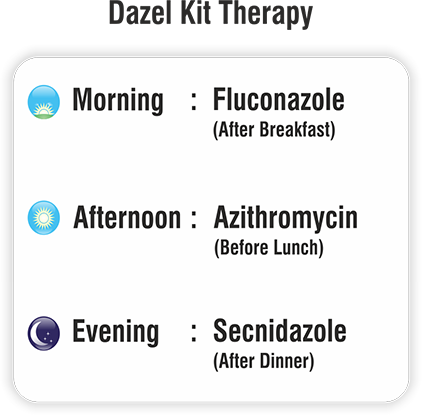 Dazel Kit Therapy
Morning : Fluconazole
(After Breakfast)
Afternoon : Azithromycin
(Before Lunch)
Evening : Secnidazole
(After Dinner)